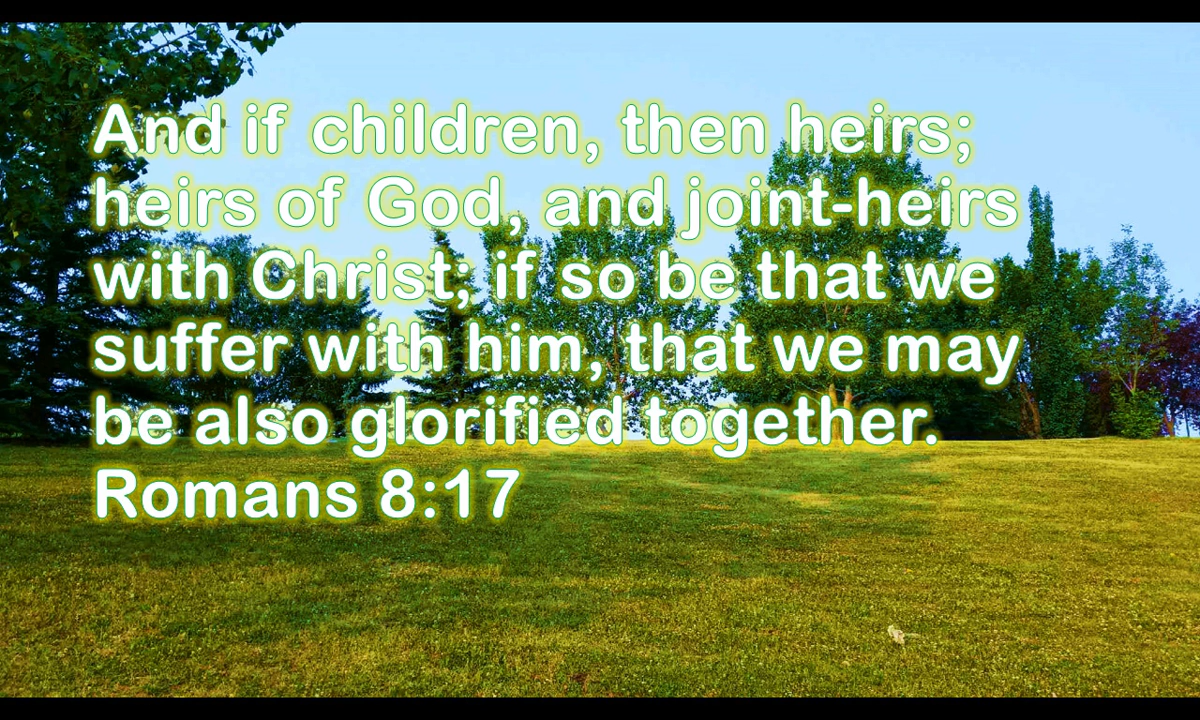 And if children, then heirs;
heirs of God, and joint-heirs
with Christ; if so be that we
suffer with him, that we may
be also glorified together.
Romans 8:17